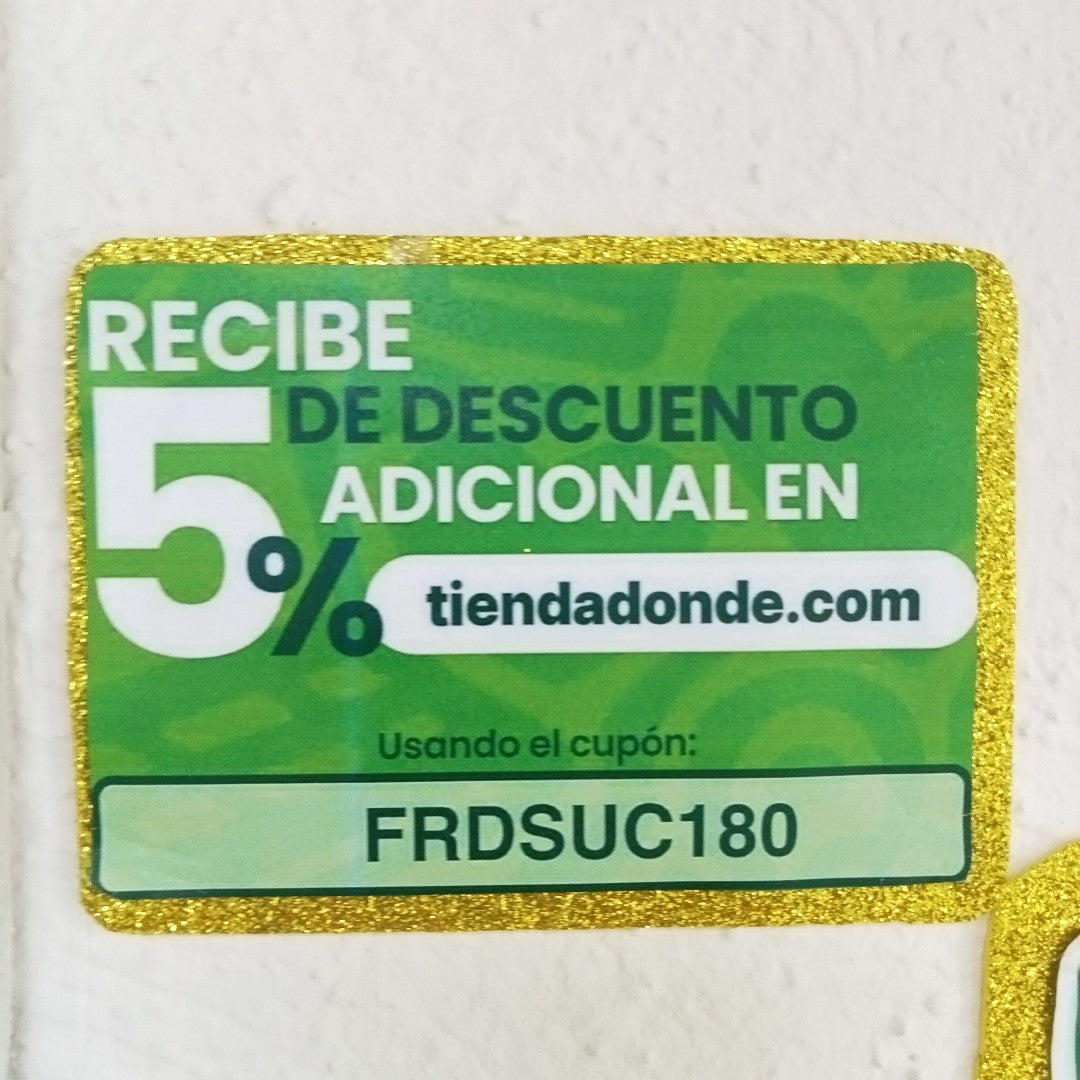 RECIBE
5% DE DESCUENTO
ADICIONAL EN
tiendadonde.com
Usando el cupón:
FRDSUC180